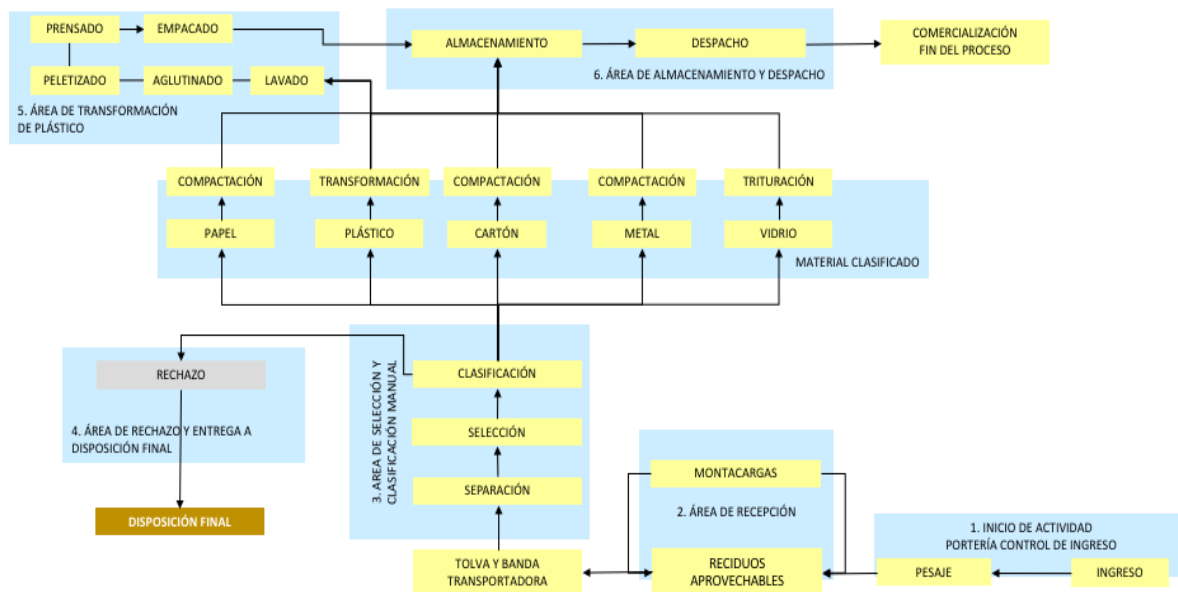 PRENSADO
EMPACADO
ALMACENAMIENTO
DESPACHO
COMERCIALIZACIÓN
FIN DEL PROCESO
PELETIZADO
AGLUTINADO
LAVADO
6. ÁREA DE ALMACENAMIENTO Y DESPACHO
5. ÁREA DE TRANSFORMACIÓN
DE PLÁSTICO
COMPACTACIÓN
TRANSFORMACIÓN
COMPACTACIÓN
COMPACTACIÓN
TRITURACIÓN
PAPEL
PLÁSTICO
CARTÓN
METAL
VIDRIO
MATERIAL CLASIFICADO
RECHAZO
4. ÁREA DE RECHAZO Y ENTREGA A
DISPOSICIÓN FINAL
DISPOSICIÓN FINAL
3. AREA DE SELECCIÓN Y
CLASIFICACIÓN MANUAL
CLASIFICACIÓN
SELECCIÓN
SEPARACIÓN
TOLVA Y BANDA
TRANSPORTADORA
MONTACARGAS
2. ÁREA DE RECEPCIÓN
RECIDUOS
APROVECHABLES
1. INICIO DE ACTIVIDAD
PORTERÍA CONTROL DE INGRESO
PESAJE
INGRESO